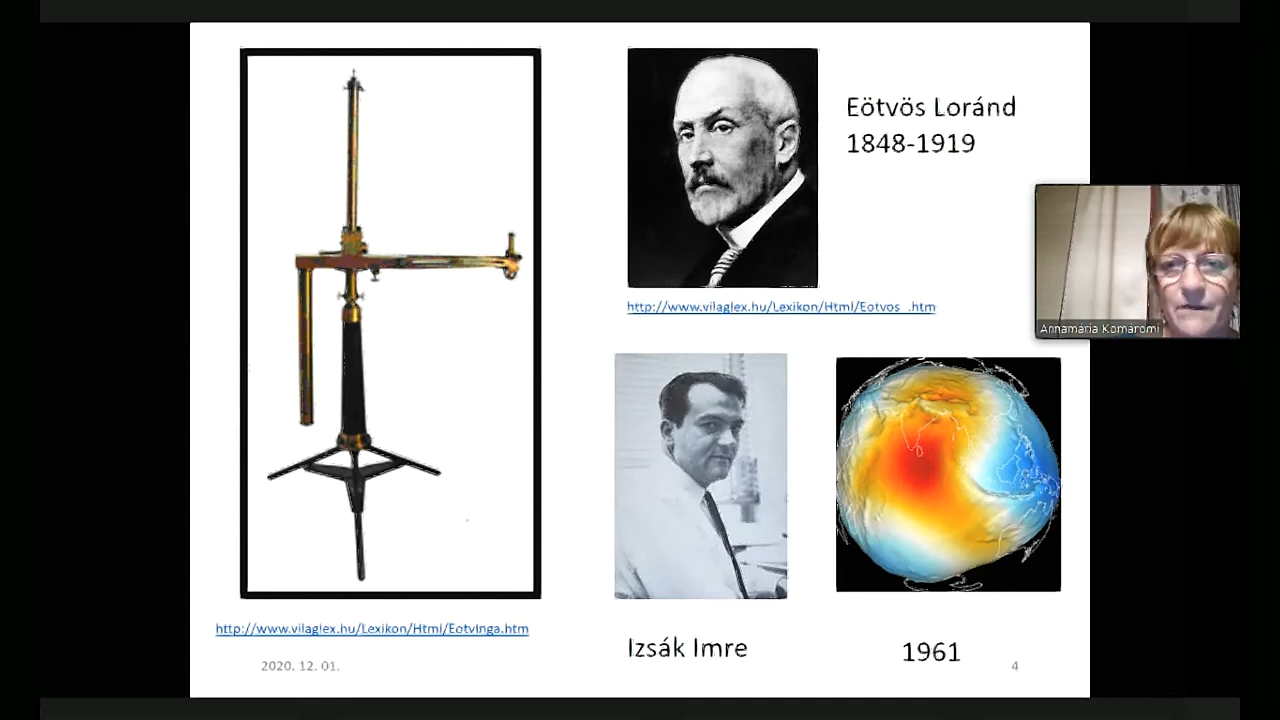 Eötvös Loránd
1848-1919
http://www.vilaglex.hu/Lexikon/Html/Eotvos_.htm
Annamária Komáromi
http://www.vilaglex.hu/Lexikon/Html/EotvInga.htm
Izsák Imre
1961
2020. 12. 01.
4